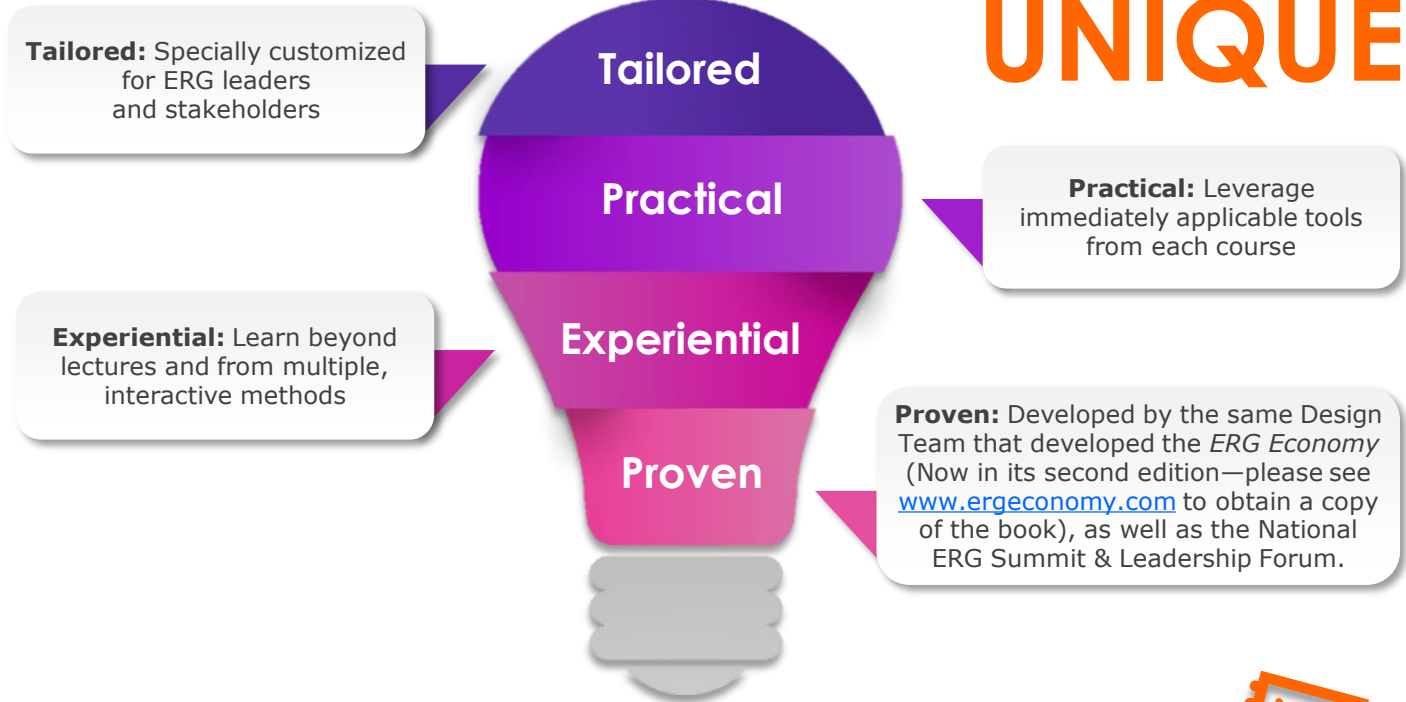 UNIQUE
Tailored: Specially customized
for ERG leaders
and stakeholders
Tailored
Practical
Practical: Leverage
immediately applicable tools
from each course
Experiential: Learn beyond
lectures and from multiple,
interactive methods
Experiential
Proven
Proven: Developed by the same Design
Team that developed the ERG Economy
(Now in its second edition—please see
www.ergeconomy.com to obtain a copy
of the book), as well as the National
ERG Summit & Leadership Forum.